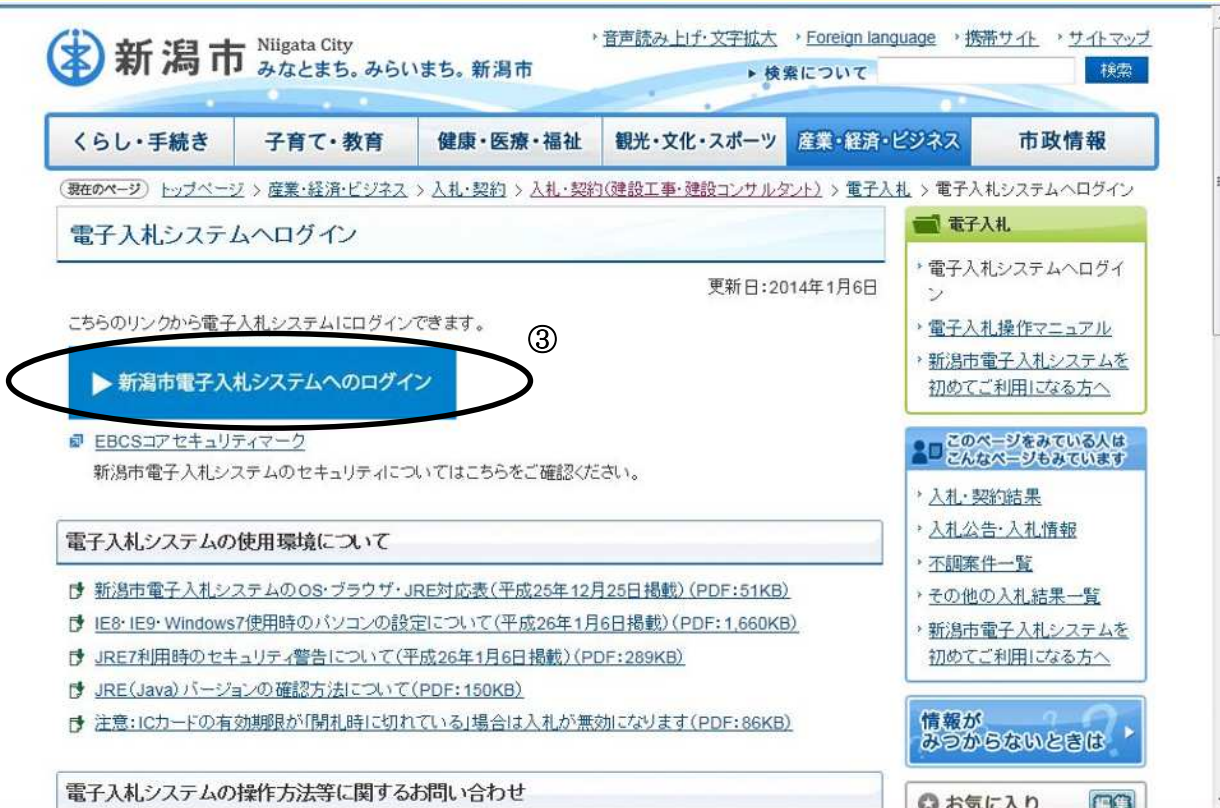 新潟市 Niigata City
みなとまち。みらいまち。新潟市
音声読み上げ・文字拡大 Foreign language 携帯サイト サイトマップ
検索について 検索
くらし・手続き 子育て・教育 健康・医療・福祉 観光・文化・スポーツ 産業・経済・ビジネス 市政情報
現在のページ トップページ > 産業・経済・ビジネス > 入札・契約 > 入札・契約(建設工事・建設コンサルタント) > 電子入札 > 電子入札システムへログイン
電子入札システムへログイン
更新日:2014年1月6日
こちらのリンクから電子入札システムにログインできます。
③
▶新潟市電子入札システムへのログイン
EBCSコアセキュリティマーク
新潟市電子入札システムのセキュリティについてはこちらをご確認ください。
電子入札システムの使用環境について
新潟市電子入札システムのOS・ブラウザ・JRE対応表(平成25年12月25日掲載)(PDF:51KB)
IE8・IE9・Windows7使用時のパソコンの設定について(平成26年1月6日掲載)(PDF:1,660KB)
JRE7利用時のセキュリティ警告について(平成26年1月6日掲載)(PDF:289KB)
JRE(Java)バージョンの確認方法について(PDF:150KB)
注意:ICカードの有効期限が「開札時に切れている」場合は入札が無効になります(PDF:86KB)
電子入札システムの操作方法等に関するお問い合わせ
電子入札
電子入札システムへログイ
ン
電子入札操作マニュアル
新潟市電子入札システムを
初めてご利用になる方へ
このページをみている人は
こんなページもみています
入札・契約結果
入札公告・入札情報
不調案件一覧
その他の入札結果一覧
新潟市電子入札システムを
初めてご利用になる方へ
情報が
みつからないときは
お気に入り 編集